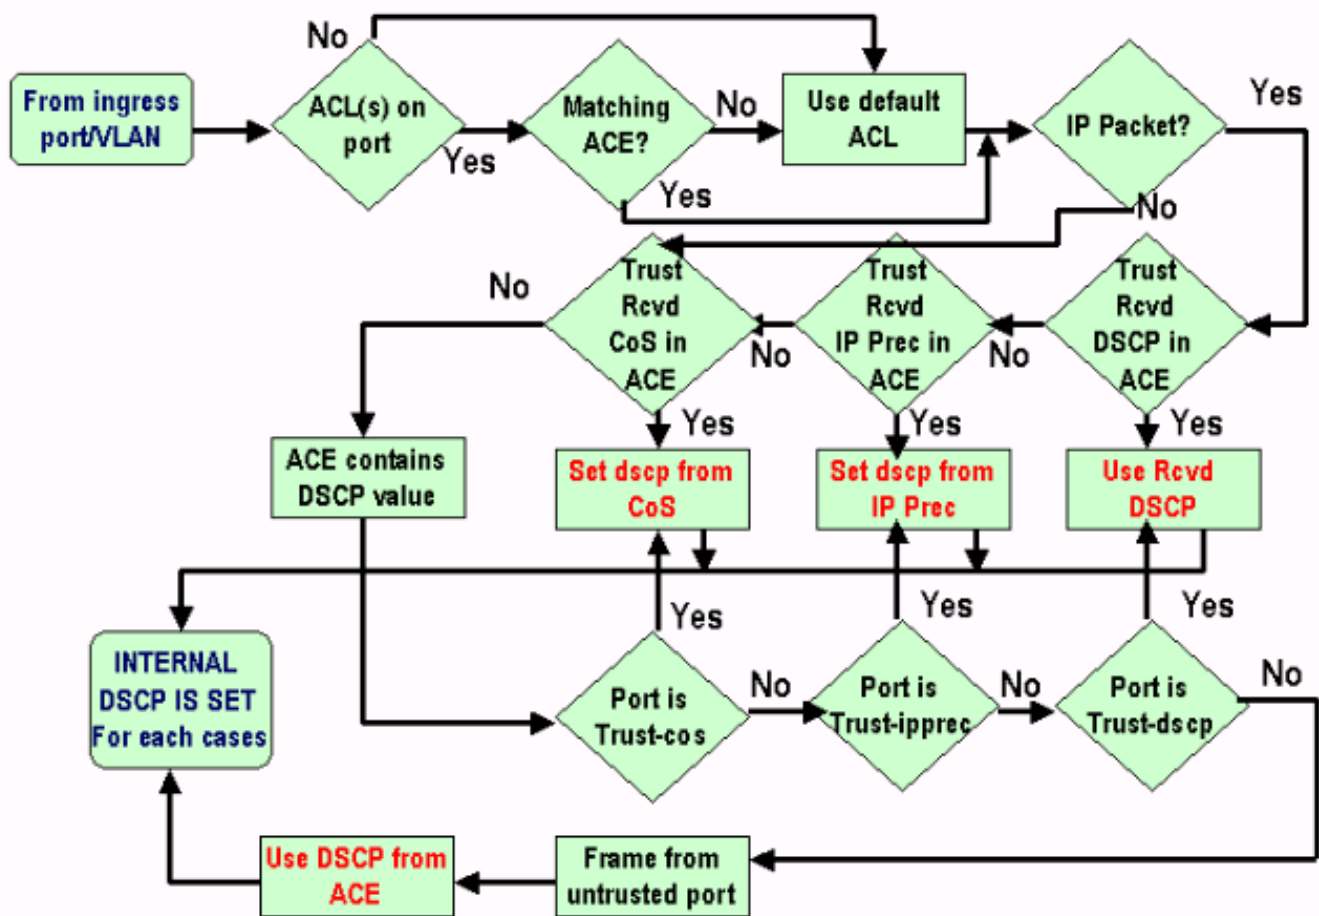 No
From ingress
port/VLAN
ACL(s) on
port
Yes
Matching
ACE?
No
Yes
Use default
ACL
IP Packet?
Yes
No
Trust
Rcvd
CoS in
ACE
No
Yes
Trust
Rcvd
IP Prec in
ACE
No
Yes
Trust
Rcvd
DSCP in
ACE
No
Yes
ACE contains
DSCP value
Set dscp from
CoS
Set dscp from
IP Prec
Use Rcvd
DSCP
INTERNAL
DSCP IS SET
For each cases
Yes
Port is
Trust-cos
No
Yes
Port is
Trust-ipprec
No
Yes
Port is
Trust-dscp
No
Use DSCP from
ACE
Frame from
untrusted port